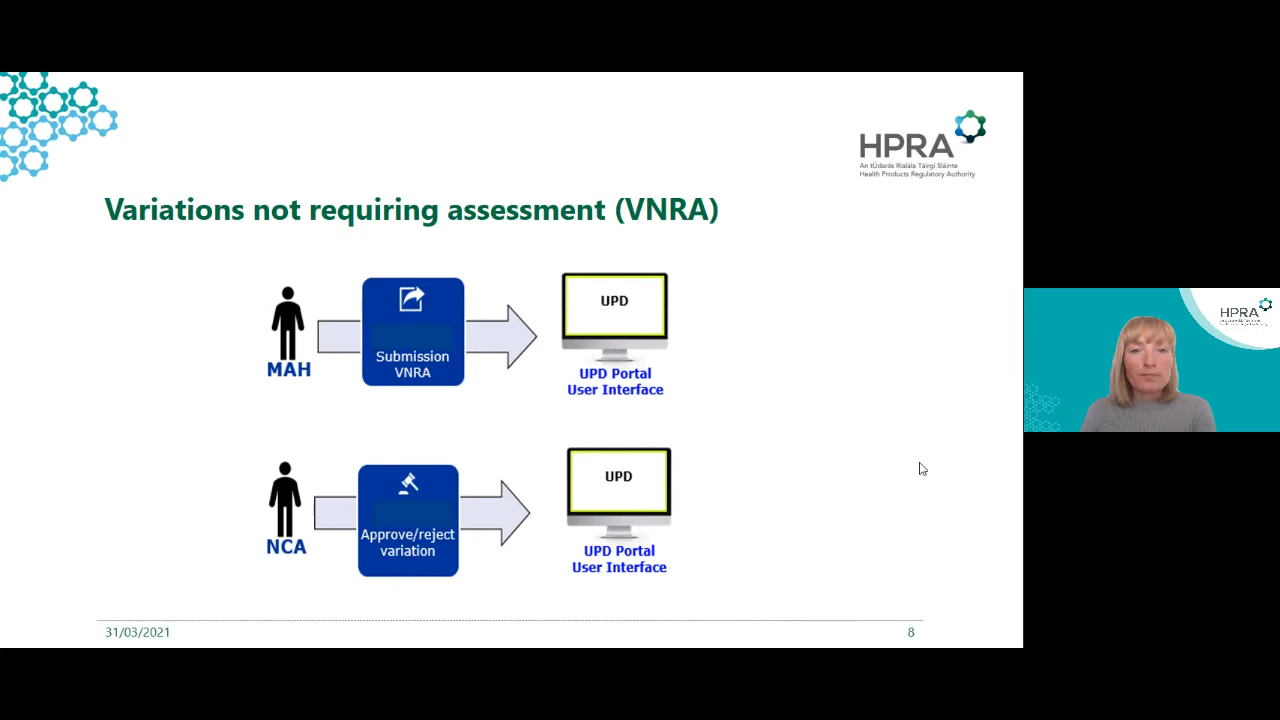 HPRA
An tÚdarás Rialála Táirgí Sláinte
Health Products Regulatory Authority
Variations not requiring assessment (VNRA)
MAH
Submission
VNRA
UPD
UPD Portal
User Interface
NCA
Approve/reject
variation
UPD
UPD Portal
User Interface
31/03/2021
8
HPRA